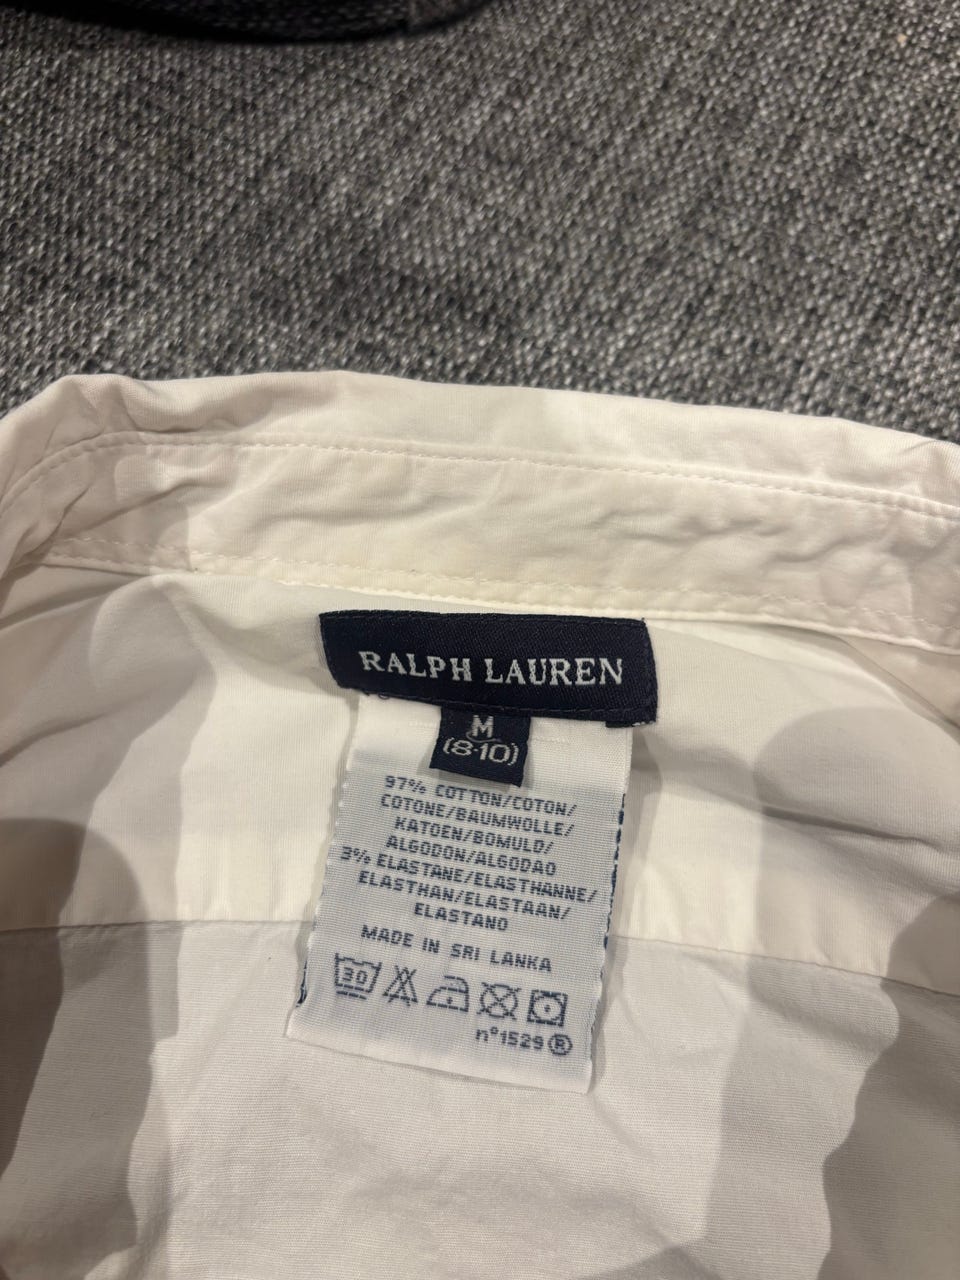 RALPH LAUREN
M
(8-10)
97% COTTON/COTON/
COTONE/BAUMWOLLE/
KATOEN/BOMULD/
ALGODON/ALGODAO
3% ELASTANE/ELASTHANNE/
ELASTHAN/ELASTAAN/
ELASTANO
MADE IN SRI LANKA
30
n°1529 ®